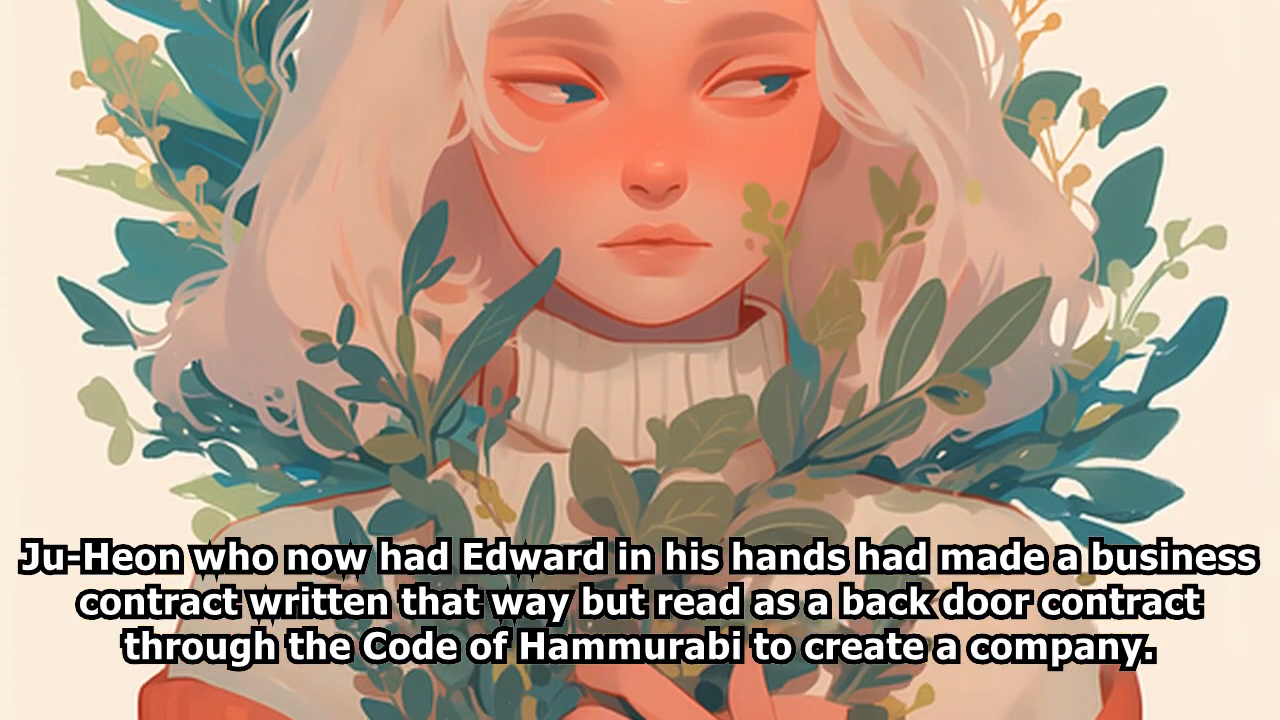 Ju-Heon who now had Edward in his hands had made a business
contract written that way but read as a back door contract
through the Code of Hammurabi to create a company.